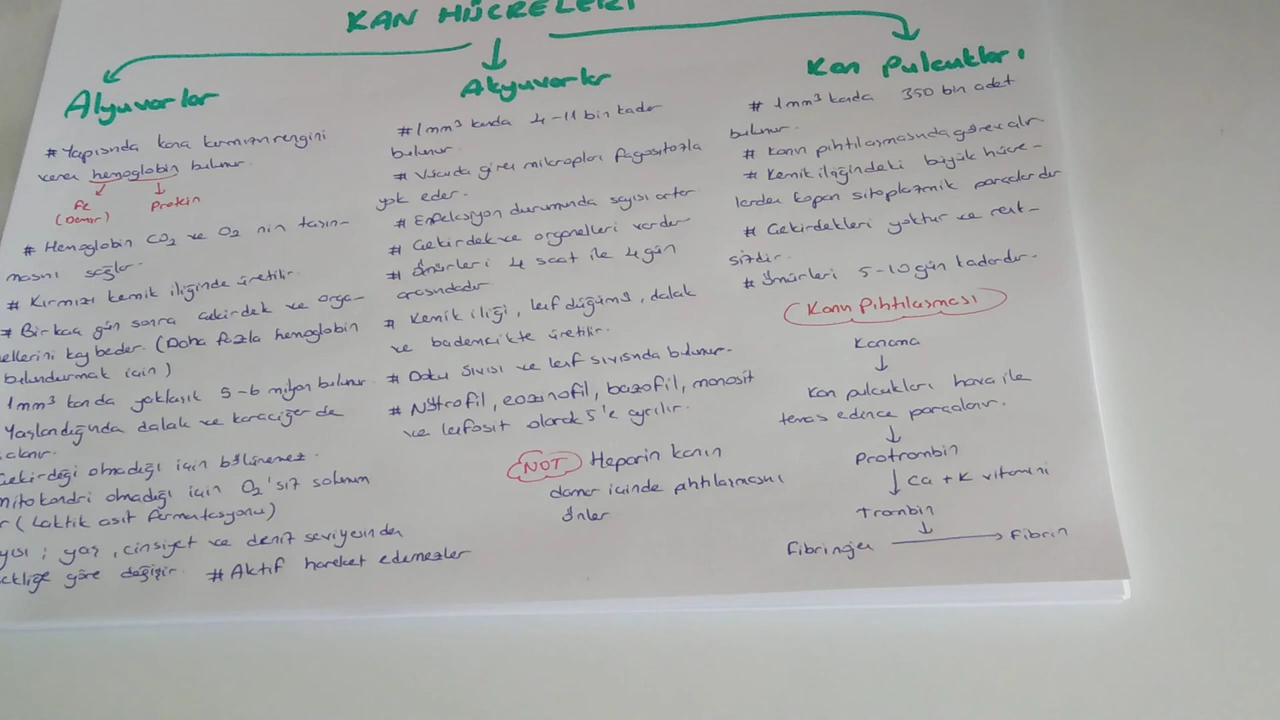 KAN HÜCRELERİ
Alyuvarlar
# Yapısında kana kırmızı rengini
veren hemoglobin bulunur.
Fe
(Demir)
Protein
# Hemoglobin CO2 ve O2 nin taşın-
masını sağlar.
# Kırmızı kemik iliğinde üretilir.
# Birkaç gün sonra çekirdek ve orga-
ellerini kaybeder. (Daha fazla hemoglobin
bulundurmak için)
1mm³ kanda yaklaşık 5-6 milyon bulunur.
Yaşlandığında dalak ve karaciğerde
Çekirdeği olmadığı için bölünemez.
mitokondri olmadığı için O2'siz solunum
r (Laktik asit fermantasyonu)
yısı; yaş, cinsiyet ve deniz seviyesinden
göre değişir. # Aktif hareket edemezler
Akyuvarlar
# 1mm³ kanda 4-11 bin kadar
bulunur.
# Vücuda giren mikropları fagositozla
yok eder.
# Enfeksiyon durumunda sayısı artar
# Çekirdek ve organelleri vardır
# Ömürleri 4 saat ile 4 gün
arasındadır
# Kemik iliği, lenf düğümü, dalak
ve bademcikte üretilir.
# Doku sıvısı ve lenf sıvısında bulunur.
# Nötrofil, eozinofil, bazofil, monosit
ve lenfosit olarak 5'e ayrılır.
NOT Heparin kanın
damar içinde pıhtılaşmasını
önler
Kan Pulcukları
# 1mm³ kanda 350 bin adet
bulunur.
# Kanın pıhtılaşmasında görev alır
# Kemik iliğindeki büyük hücre-
lerden kopan sitoplazmik parçalardır
# Çekirdekleri yoktur ve renk-
sizdir.
# Ömürleri 5-10 gün kadardır.
Kanın Pıhtılaşması
Kanama
Kan pulcukları hava ile
temas edince parçalanır.
Protrombin
Ca + K vitamini
Trombin
Fibrinojen
Fibrin